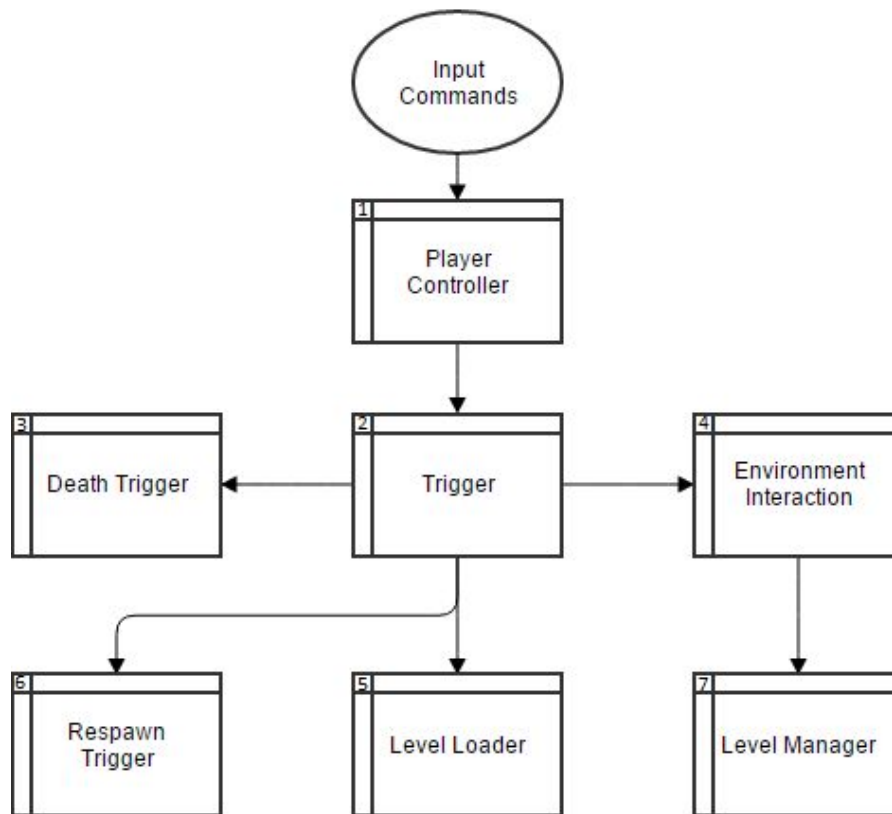 Input
Commands
1
Player
Controller
3
Death Trigger
2
Trigger
4
Environment
Interaction
6
Respawn
Trigger
5
Level Loader
7
Level Manager